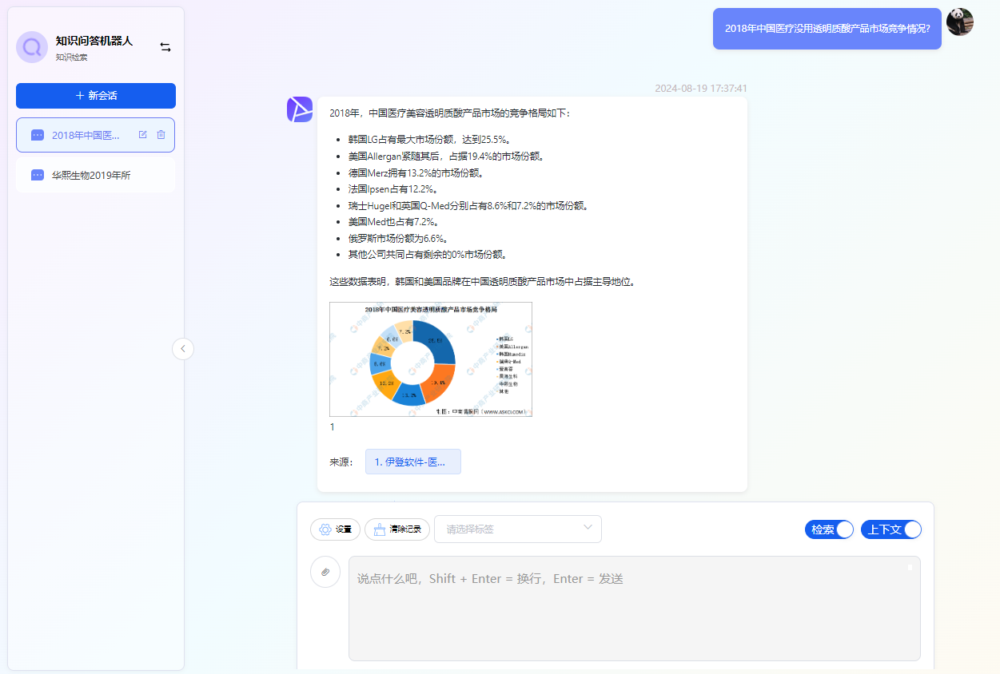 知识问答机器人
知识检索
+ 新会话
2018年中国医...
华熙生物2019年所
2018年中国医疗没用透明质酸产品市场竞争情况?
2024-08-19 17:37:41
2018年，中国医疗美容透明质酸产品市场的竞争格局如下：
• 韩国LG占有最大市场份额，达到25.5%。
• 美国Allergan紧随其后，占据19.4%的市场份额。
• 德国Merz拥有13.2%的市场份额。
• 法国Ipsen占有12.2%。
• 瑞士Hugel和英国Q-Med分别占有8.6%和7.2%的市场份额。
• 美国Med也占有7.2%。
• 俄罗斯市场份额为6.6%。
• 其他公司共同占有剩余的0%市场份额。
这些数据表明，韩国和美国品牌在中国透明质酸产品市场中占据主导地位。
2018年中国医疗美容透明质酸产品市场竞争格局
7.2%
6.6%
25.5%
7.2%
8.6%
19.4%
12.2%
13.2%
韩国LG
美国Allergan
韩国Humedix
瑞典Q-Med
爱美客
昊海生科
华熙生物
其他
(WWW.ASKCI.COM)
1
来源：
1. 伊登软件-医...
设置
清除记录
请选择标签
检索
上下文
说点什么吧，Shift + Enter = 换行，Enter = 发送